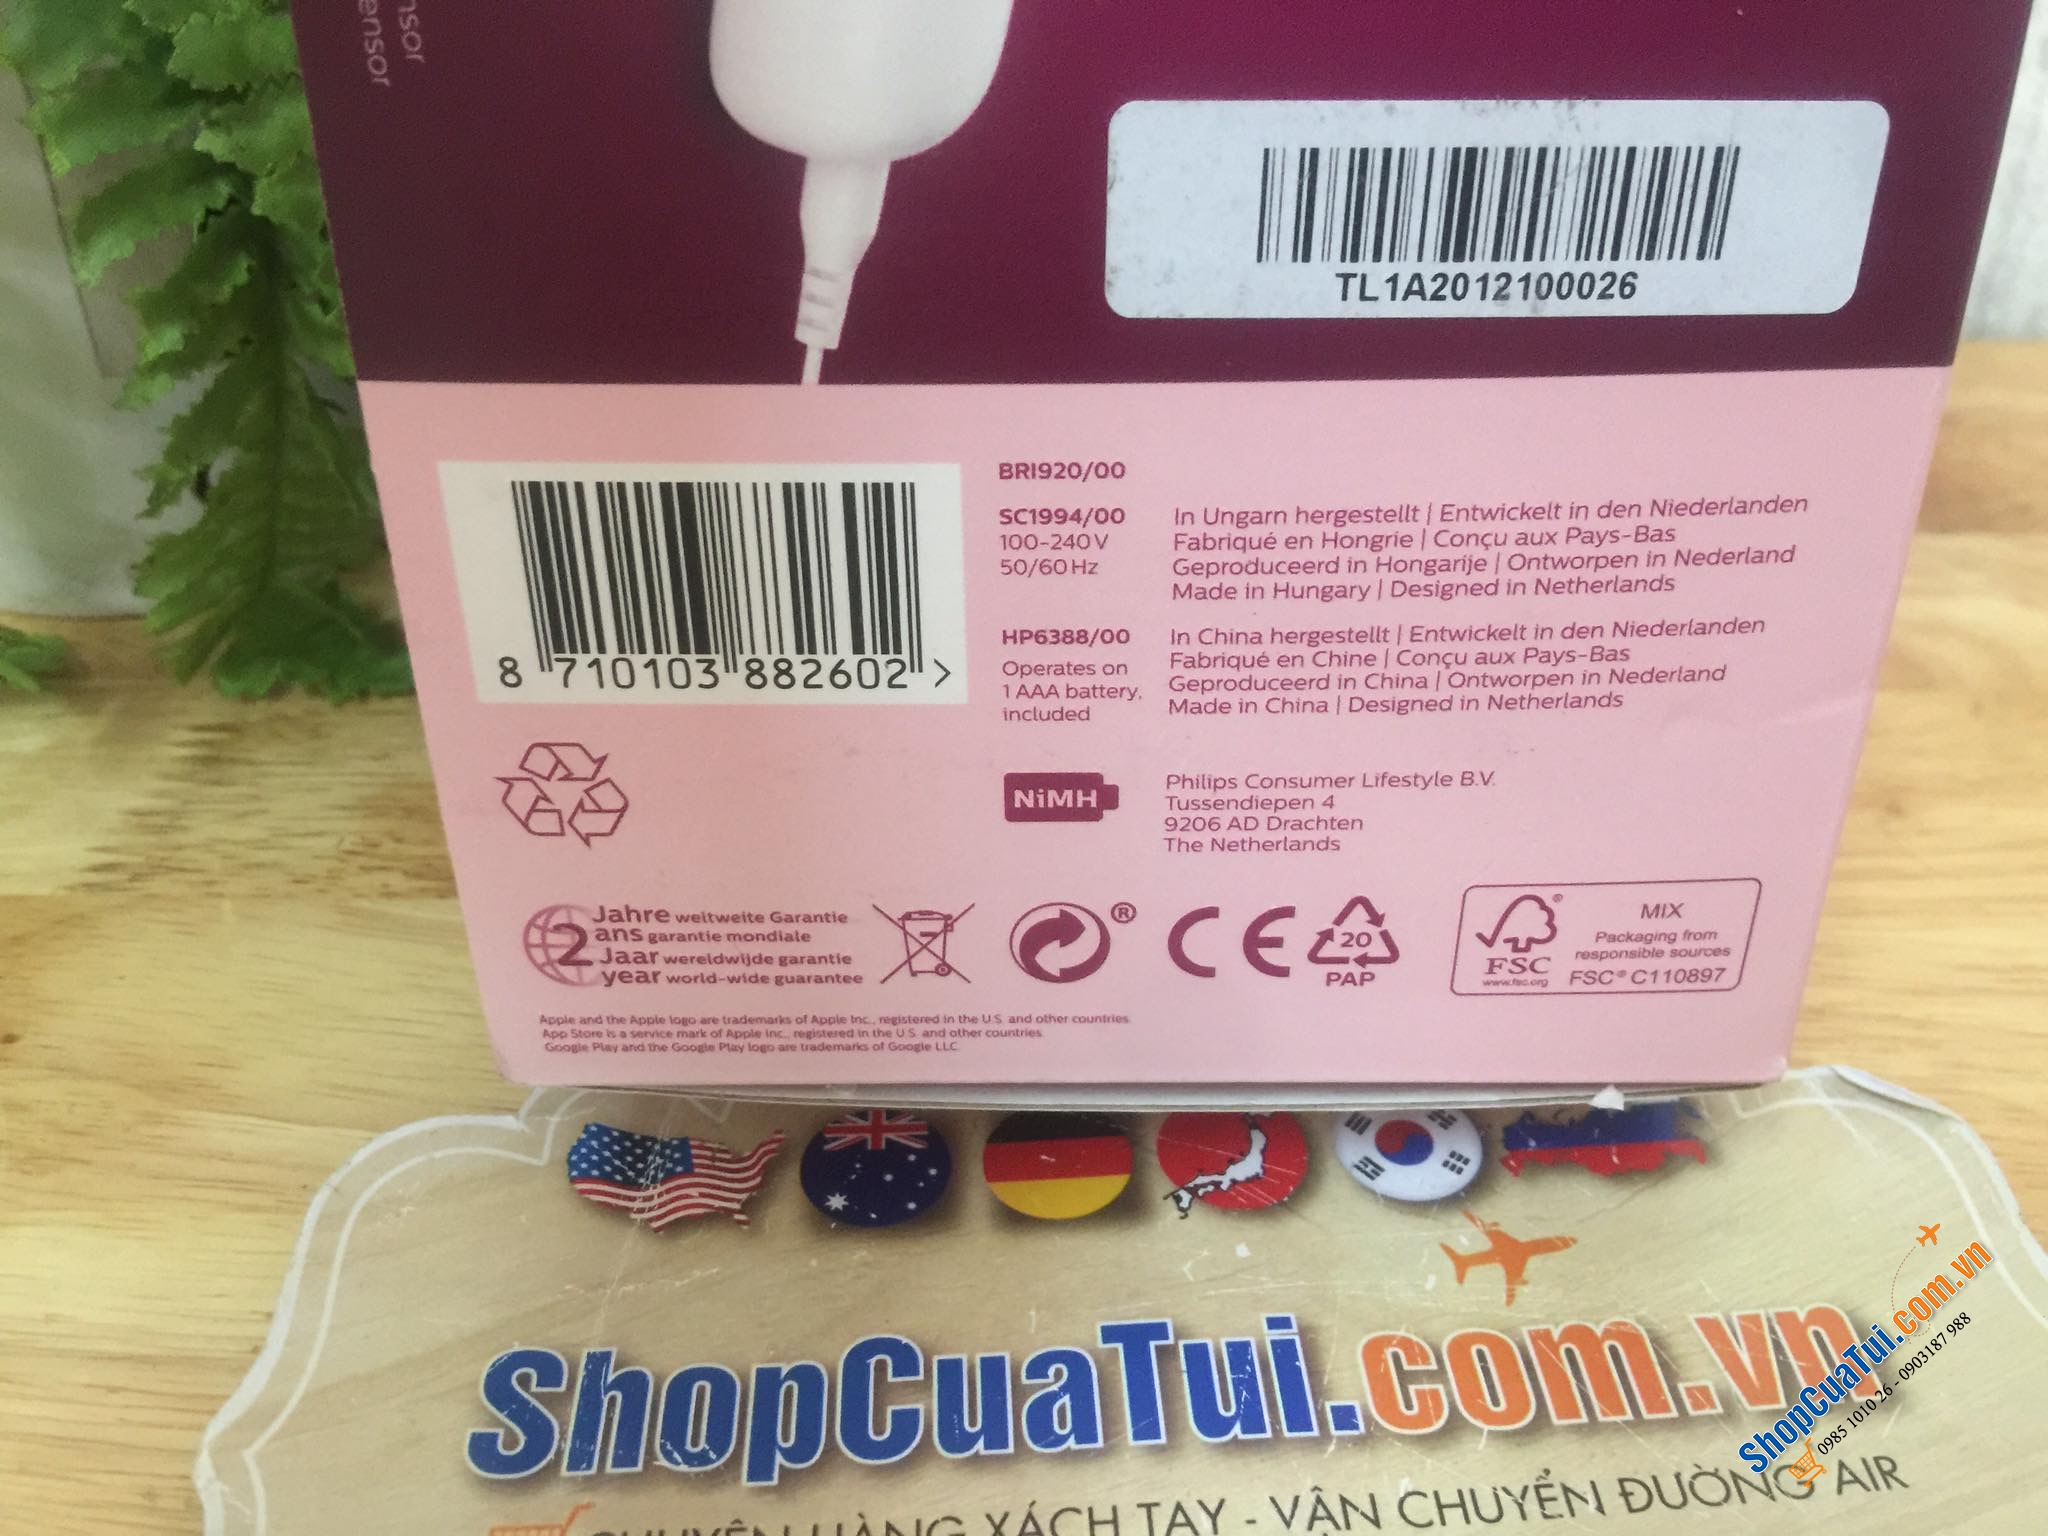 nsor
ensor
TL1A2012100026
8 710103 882602 >
BRI920/00
SC1994/00
100-240V
50/60Hz
In Ungarn hergestellt | Entwickelt in den Niederlanden
Fabriqué en Hongrie | Conçu aux Pays-Bas
Geproduceerd in Hongarije | Ontworpen in Nederland
Made in Hungary | Designed in Netherlands
HP6388/00
Operates on
1 AAA battery,
included
In China hergestellt | Entwickelt in den Niederlanden
Fabriqué en Chine | Conçu aux Pays-Bas
Geproduceerd in China | Ontworpen in Nederland
Made in China | Designed in Netherlands
NiMH
Philips Consumer Lifestyle B.V.
Tussendiepen 4
9206 AD Drachten
The Netherlands
2
Jahre weltweite Garantie
ans garantie mondiale
Jaar wereldwijde garantie
year world-wide guarantee
®
CE
20
PAP
FSC®
www.fsc.org
MIX
Packaging from
responsible sources
FSC® C110897
Apple and the Apple logo are trademarks of Apple Inc., registered in the U.S. and other countries.
App Store is a service mark of Apple Inc., registered in the U.S. and other countries.
Google Play and the Google Play logo are trademarks of Google LLC.
ShopCuaTui.com.vn
HÀNG XÁCH TAY - VẬN CHUYỂN ĐƯỜNG AIR
ShopCuaTui.com.vn
0985 1010 26 - 0903187 988